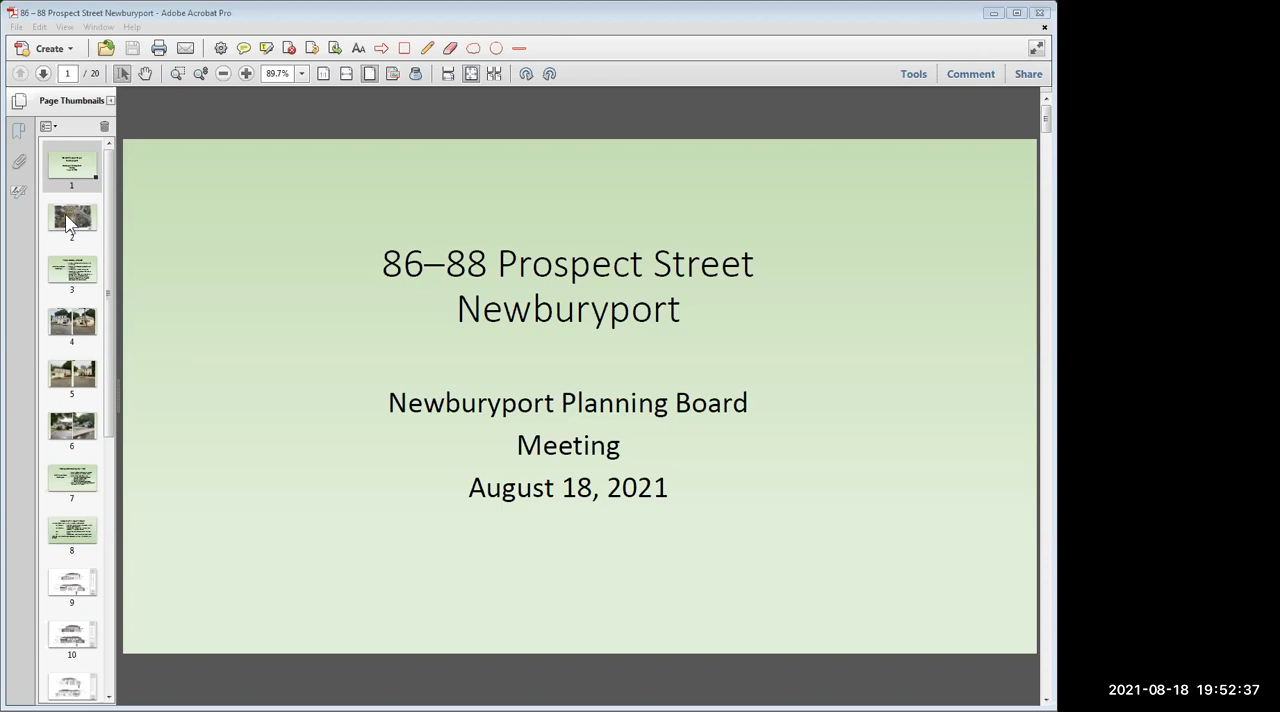 86 – 88 Prospect Street Newburyport - Adobe Acrobat Pro
File Edit View Window Help
Create
1 / 20 89.7% Tools Comment Share
Page Thumbnails
1
2
3
4
5
6
7
8
9
10
86–88 Prospect Street
Newburyport
Newburyport Planning Board
Meeting
August 18, 2021
2021-08-18 19:52:37